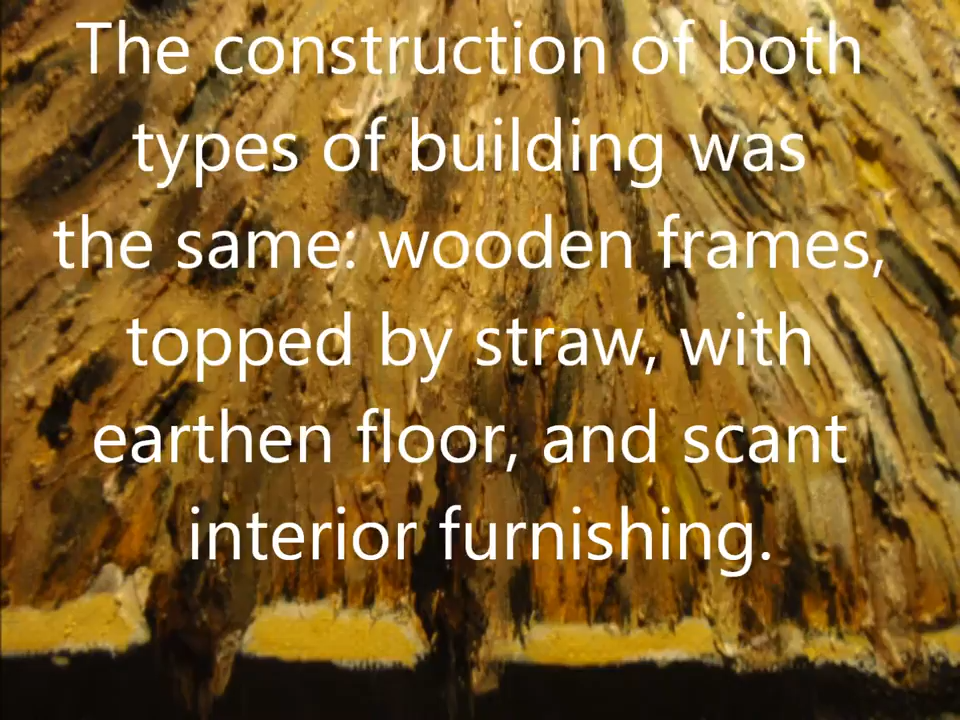 The construction of both
types of building was
the same: wooden frames,
topped by straw, with
earthen floor, and scant
interior furnishing.